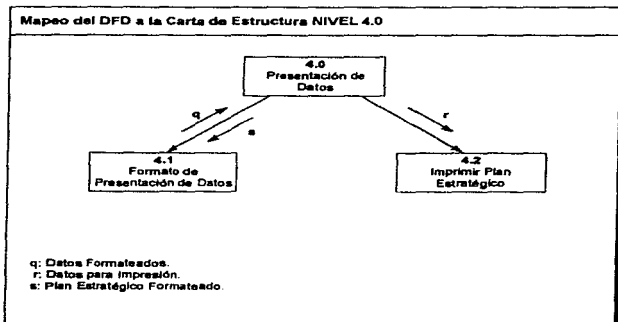 Mapeo del DFD a la Carta de Estructura NIVEL 4.0
4.0
Presentación de
Datos
q
s
r
4.1
Formato de
Presentación de Datos
4.2
Imprimir Plan
Estratégico
q: Datos Formateados.
r: Datos para Impresión.
s: Plan Estratégico Formateado.